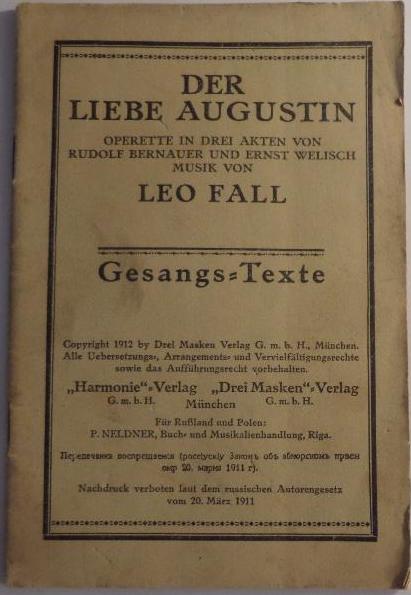 DER
LIEBE AUGUSTIN
OPERETTE IN DREI AKTEN VON
RUDOLF BERNAUER UND ERNST WELISCH
MUSIK VON
LEO FALL
Gesangs=Texte
Copyright 1912 by Drei Masken Verlag G. m. b. H., München.
Alle Uebersetzungs-, Arrangements- und Vervielfältigungsrechte
sowie das Aufführungsrecht vorbehalten.
„Harmonie“=Verlag „Drei Masken“=Verlag
G. m. b. H. München G. m. b. H.
Für Rußland und Polen:
P. NELDNER, Buch- und Musikalienhandlung, Riga.
20. 1911
Nachdruck verboten laut dem russischen Autorengesetz
vom 20. März 1911